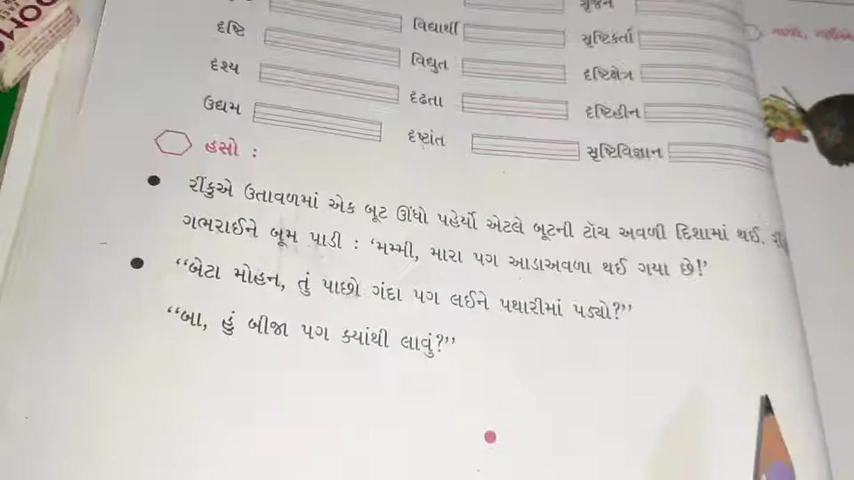 સૃજન
દૃષ્ટિ વિદ્યાર્થી સૃષ્ટિકર્તા
દૃશ્ય વિદ્યુત દૃષ્ટિક્ષેત્ર
ઉદ્યમ દૃઢતા દૃષ્ટિહીન
દૃષ્ટાંત સૃષ્ટિવિજ્ઞાન
હસો :
• રીંકુએ ઉતાવળમાં એક બૂટ ઊંધો પહેર્યો એટલે બૂટની ટૉચ અવળી દિશામાં થઈ.
ગભરાઈને બૂમ પાડી : ‘મમ્મી, મારા પગ આડાઅવળા થઈ ગયા છે!’
• “બેટા મોહન, તું પાછો ગંદા પગ લઈને પથારીમાં પડ્યો?”
“બા, હું બીજા પગ ક્યાંથી લાવું?”